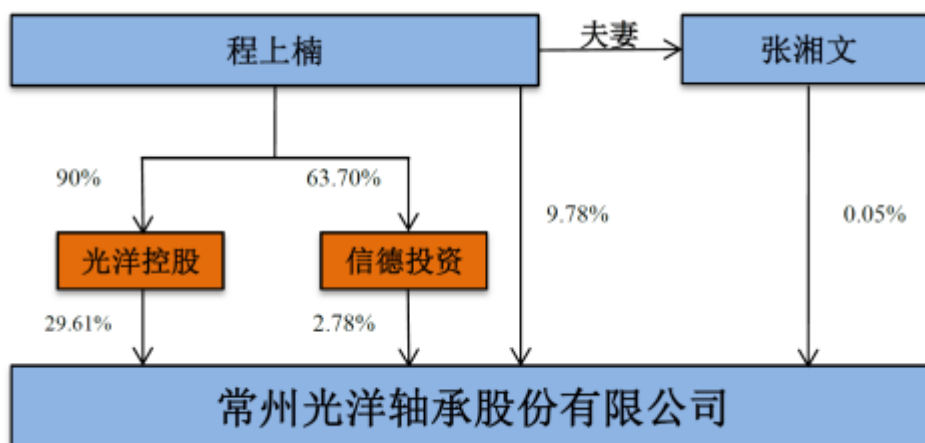 程上楠
夫妻
张湘文
90%
63.70%
9.78%
0.05%
光洋控股
信德投资
29.61%
2.78%
常州光洋轴承股份有限公司